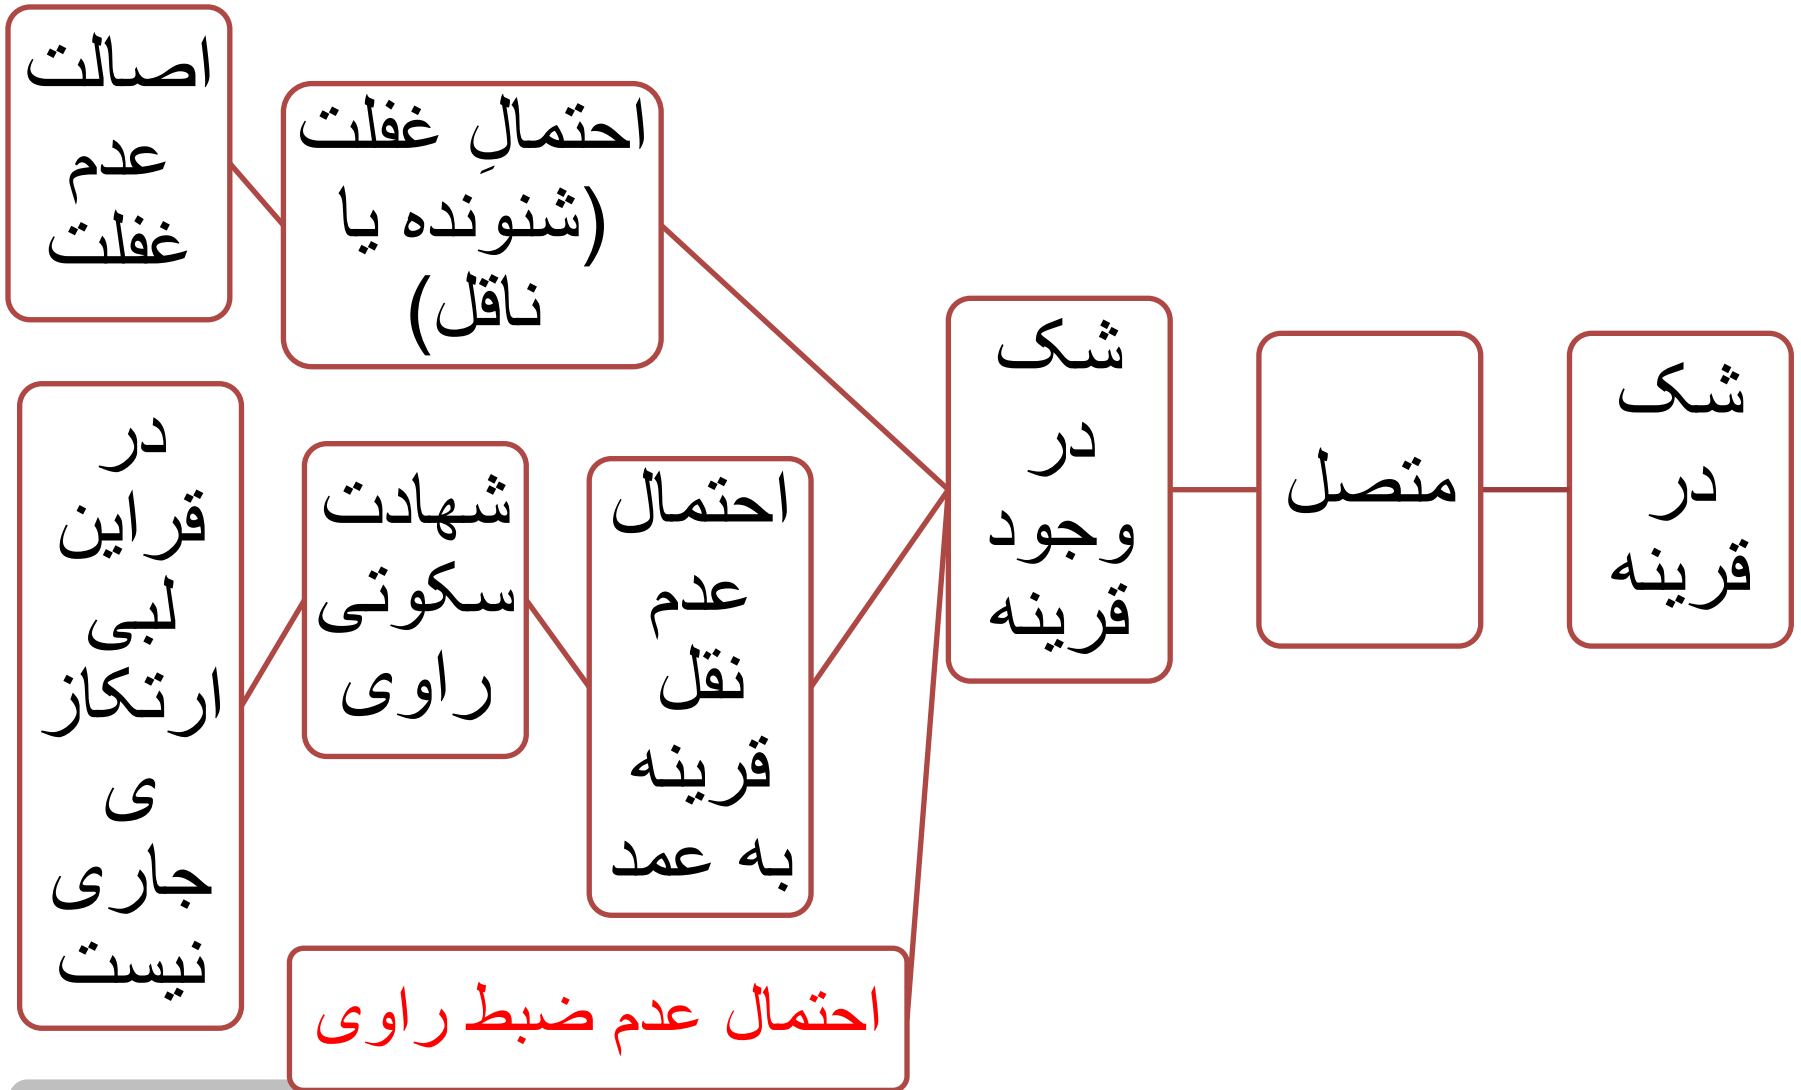 شک
در
قرینه
متصل
شک
در
وجود
قرینه
احتمالِ غفلت
(شنونده یا
ناقل)
اصالت
عدم
غفلت
احتمال
عدم
نقل
قرینه
به عمد
شهادت
سکوتی
راوی
در
قراین
لبی
ارتکاز
ی
جاری
نیست
احتمال عدم ضبط راوی